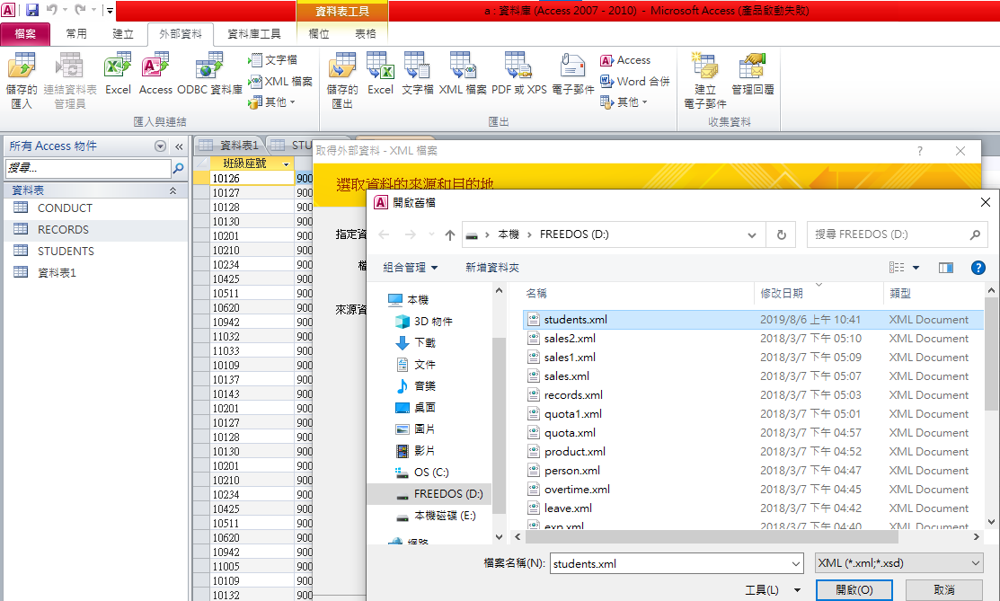 資料表工具
a : 資料庫 (Access 2007 - 2010) - Microsoft Access (產品啟動失敗)
檔案 常用 建立 外部資料 資料庫工具 欄位 表格
儲存的匯入
連結資料表管理員
Excel
Access
ODBC 資料庫
文字檔
XML 檔案
其他
匯入與連結
儲存的匯出
Excel
文字檔
XML 檔案
PDF 或 XPS
電子郵件
Access
Word 合併
其他
匯出
建立電子郵件
管理回覆
收集資料
所有 Access 物件
搜尋...
資料表
CONDUCT
RECORDS
STUDENTS
資料表1
資料表1 STU
班級座號
10126 900
10127 900
10128 900
10130 900
10201 900
10210 900
10234 900
10425 900
10511 900
10620 900
10942 900
11032 900
11033 900
10109 900
10137 900
10143 900
10201 900
10127 900
10128 900
10130 900
10201 900
10210 900
10234 900
10425 900
10511 900
10620 900
10942 900
11005 900
10109 900
10132 900
取得外部資料 - XML 檔案
選取資料的來源和目的地
指定資
檔
來源資
開啟舊檔
本機 FREEDOS (D:)
搜尋 FREEDOS (D:)
組合管理 新增資料夾
本機
3D 物件
下載
文件
音樂
桌面
圖片
影片
OS (C:)
FREEDOS (D:)
本機磁碟 (E:)
網路
名稱 修改日期 類型
students.xml 2019/8/6 上午 10:41 XML Document
sales2.xml 2018/3/7 下午 05:10 XML Document
sales1.xml 2018/3/7 下午 05:09 XML Document
sales.xml 2018/3/7 下午 05:07 XML Document
records.xml 2018/3/7 下午 05:03 XML Document
quota1.xml 2018/3/7 下午 05:01 XML Document
quota.xml 2018/3/7 下午 04:57 XML Document
product.xml 2018/3/7 下午 04:52 XML Document
person.xml 2018/3/7 下午 04:47 XML Document
overtime.xml 2018/3/7 下午 04:45 XML Document
leave.xml 2018/3/7 下午 04:42 XML Document
exp.xml 2018/3/7 下午 04:40 XML Document
檔案名稱(N): students.xml XML (*.xml;*.xsd)
工具(L) 開啟(O) 取消